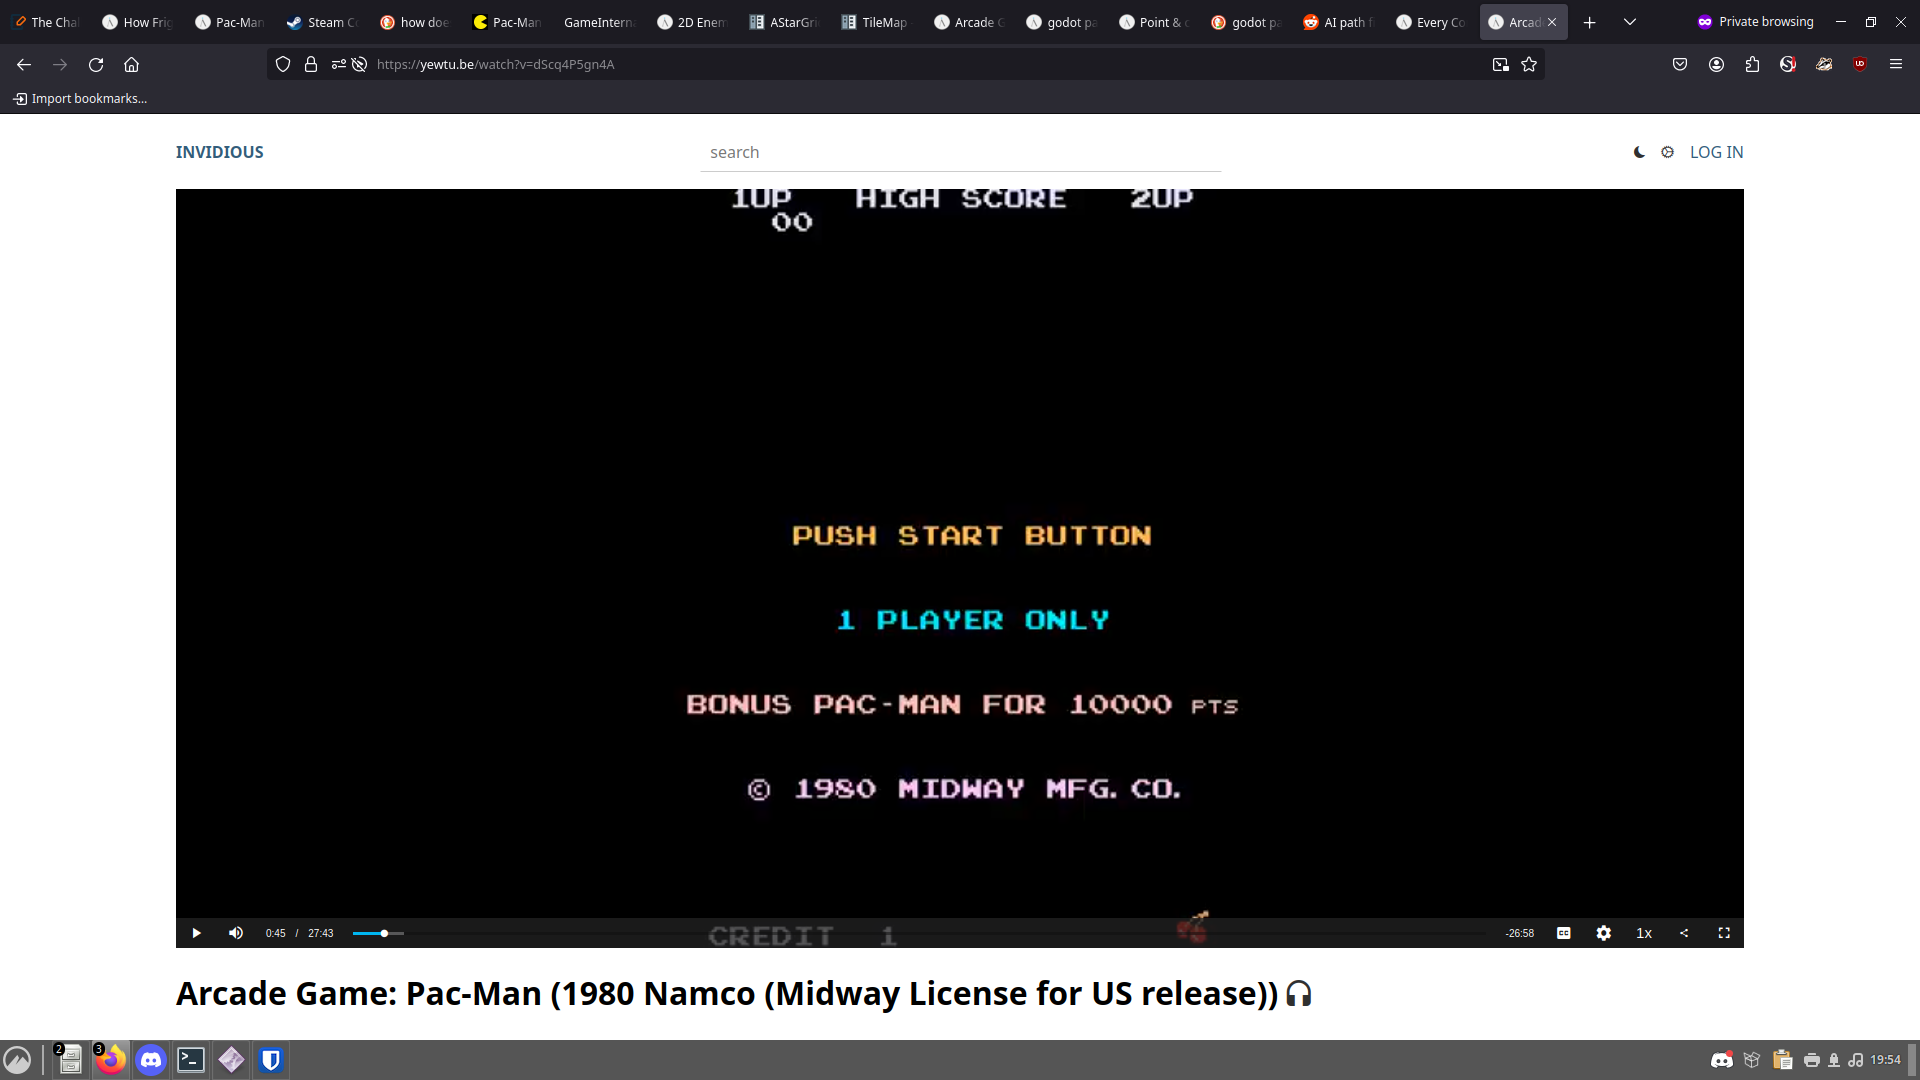 The Cha
How Frig
Pac-Man
Steam Co
how doe
Pac-Man
GameIntern
2D Enem
AStarGri
TileMap
Arcade G
godot pa
Point & c
godot pa
AI path f
Every Co
Arcad
Private browsing
https://yewtu.be/watch?v=dScq4P5gn4A
Import bookmarks...
INVIDIOUS
search
LOG IN
1UP HIGH SCORE 2UP
00
PUSH START BUTTON
1 PLAYER ONLY
BONUS PAC-MAN FOR 10000 PTS
© 1980 MIDWAY MFG. CO.
CREDIT 1
0:45 / 27:43
-26:58
CC
1x
Arcade Game: Pac-Man (1980 Namco (Midway License for US release))
2
3
19:54